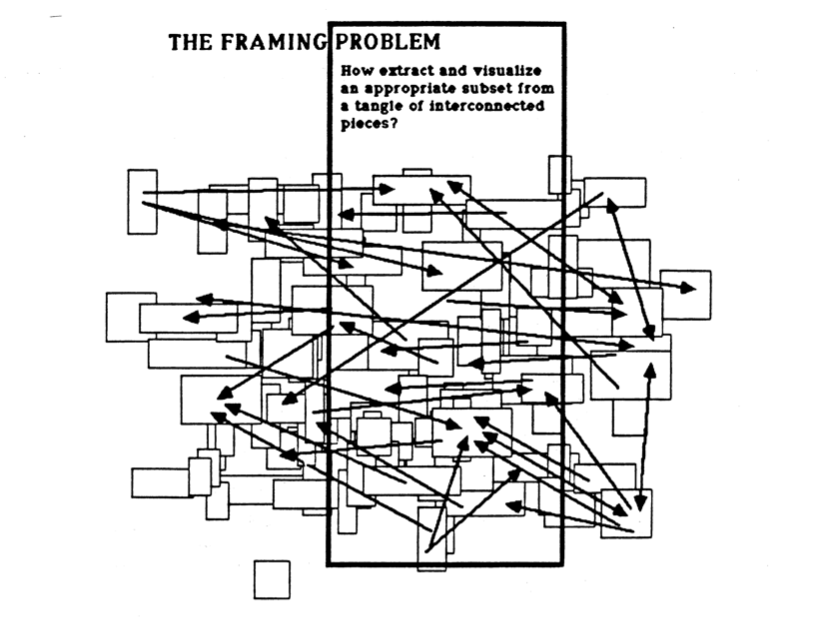 THE FRAMING PROBLEM
How extract and visualize
an appropriate subset from
a tangle of interconnected
pieces?